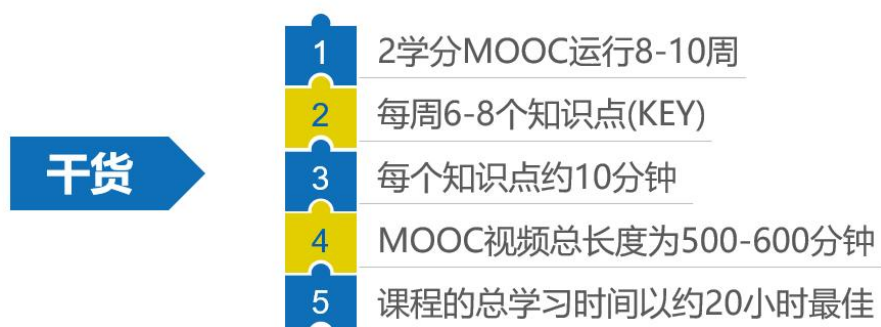 干货
1 2学分MOOC运行8-10周
2 每周6-8个知识点(KEY)
3 每个知识点约10分钟
4 MOOC视频总长度为500-600分钟
5 课程的总学习时间以约20小时最佳